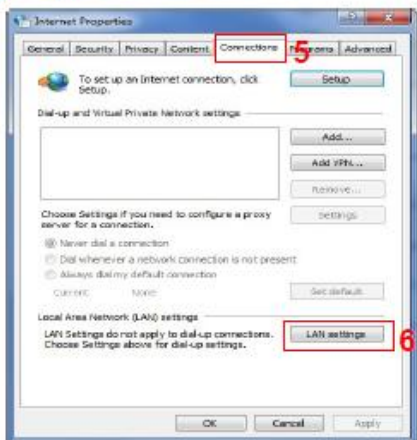 Internet Properties
General Security Privacy Content Connections Programs Advanced
5
To set up an Internet connection, click
Setup.
Setup
Dial-up and Virtual Private Network settings
Add...
Add VPN...
Remove...
Choose Settings if you need to configure a proxy
server for a connection.
Settings
Never dial a connection
Dial whenever a network connection is not present
Always dial my default connection
Current None
Set default
Local Area Network (LAN) settings
LAN Settings do not apply to dial-up connections.
Choose Settings above for dial-up settings.
LAN settings
6
OK Cancel Apply